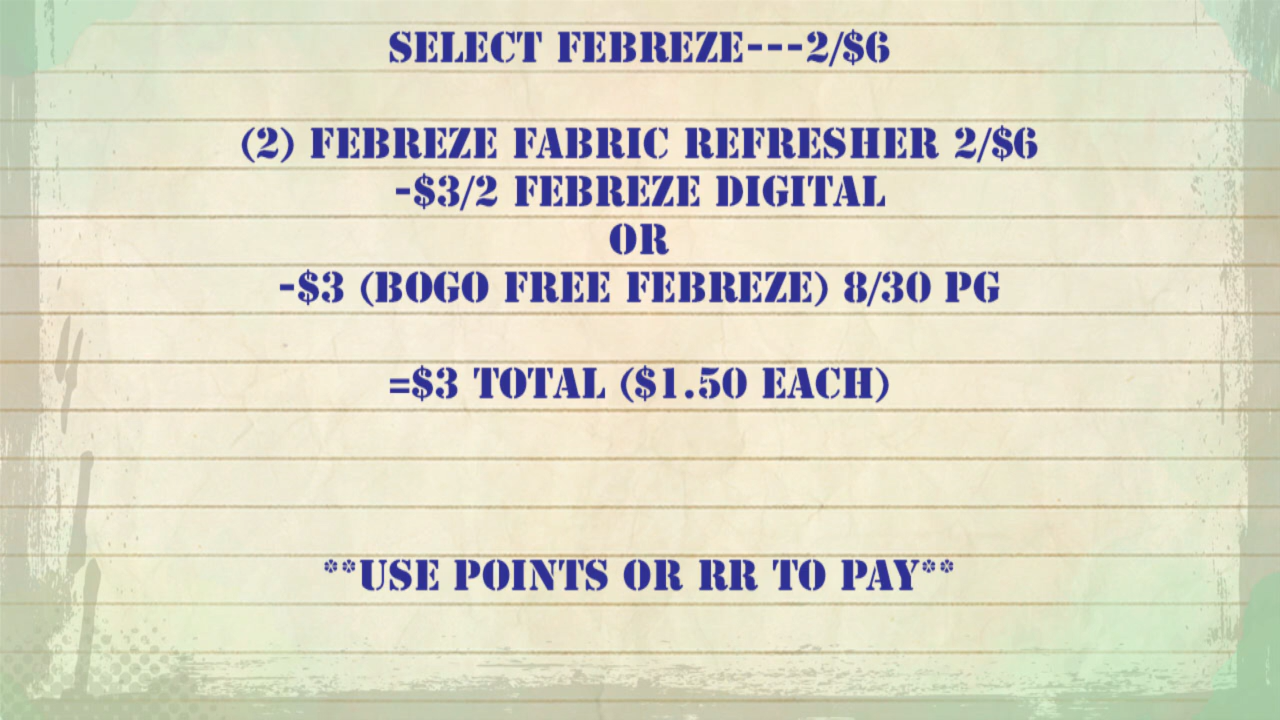 SELECT FEBREZE---2/$6
(2) FEBREZE FABRIC REFRESHER 2/$6
-$3/2 FEBREZE DIGITAL
OR
-$3 (BOGO FREE FEBREZE) 8/30 PG
=$3 TOTAL ($1.50 EACH)
**USE POINTS OR RR TO PAY**